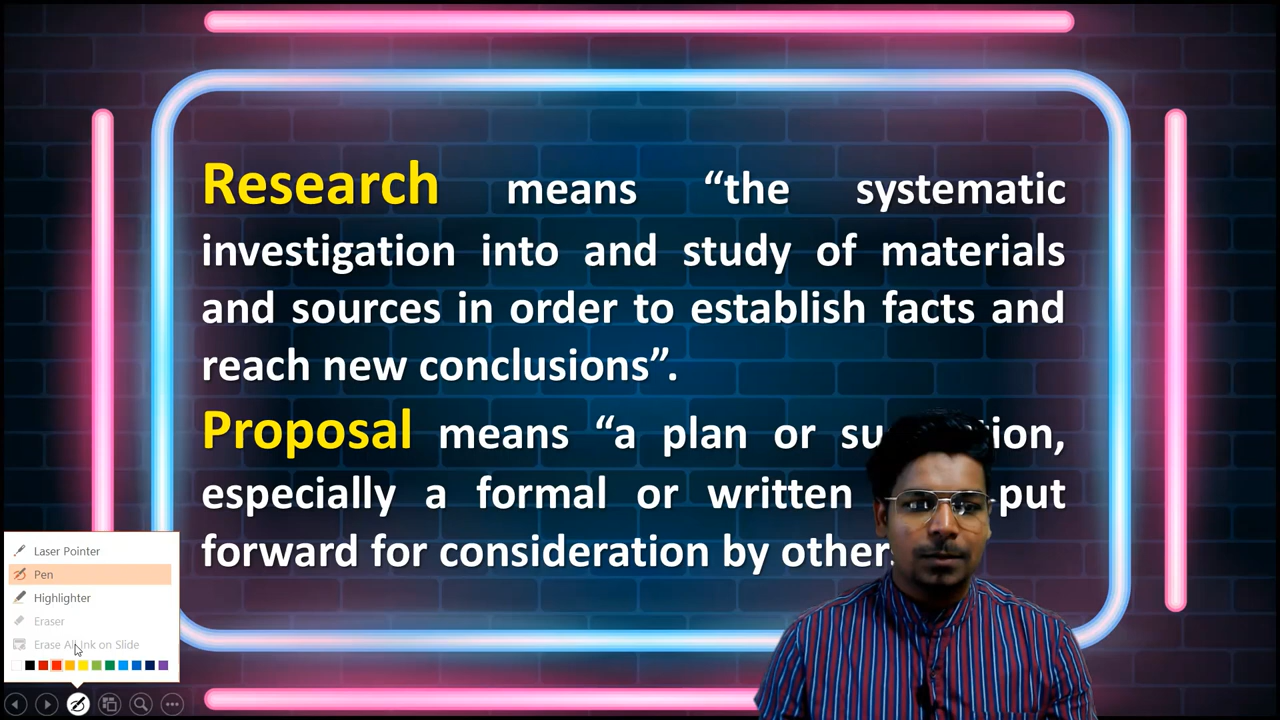 Research means “the systematic
investigation into and study of materials
and sources in order to establish facts and
reach new conclusions”.
Proposal means “a plan or
especially a formal or written put
forward for consideration by
Laser Pointer
Pen
Highlighter
Eraser
Erase All Ink on Slide